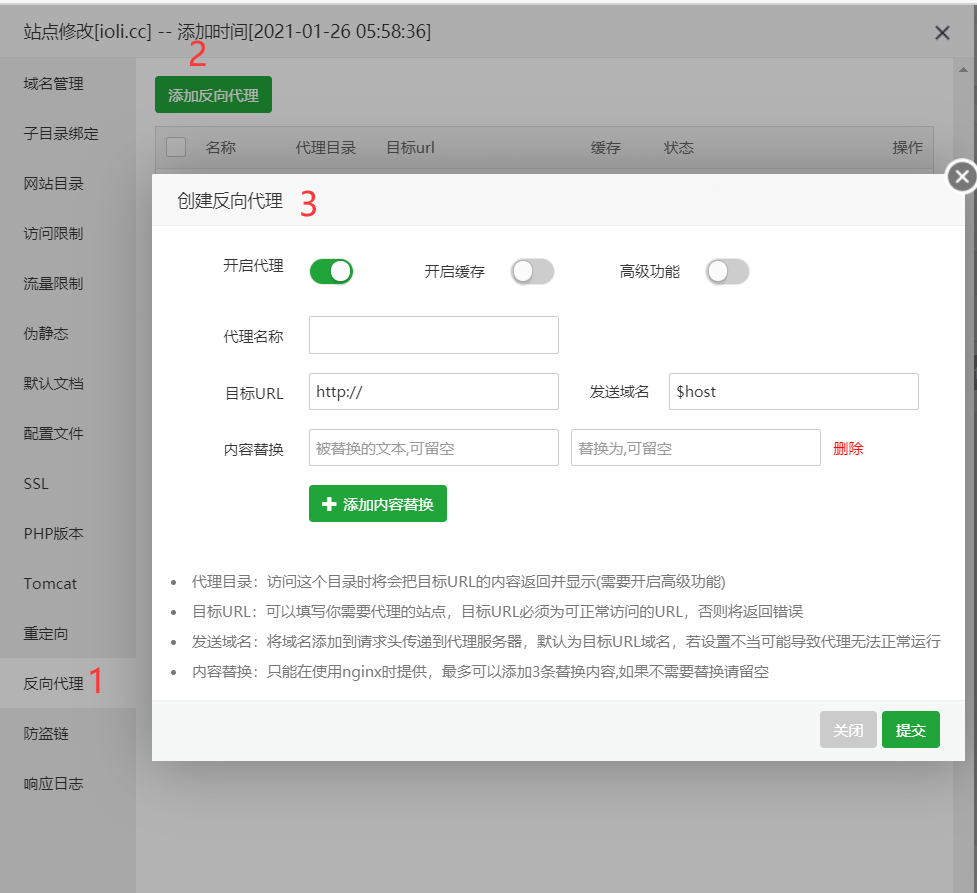 站点修改[ioli.cc] -- 添加时间[2021-01-26 05:58:36]
2
域名管理
添加反向代理
子目录绑定
名称 代理目录 目标url 缓存 状态 操作
网站目录
创建反向代理 3
访问限制
开启代理 开启缓存 高级功能
流量限制
伪静态
代理名称
默认文档
目标URL http:// 发送域名 $host
配置文件
内容替换 被替换的文本,可留空 替换为,可留空 删除
SSL
添加内容替换
PHP版本
Tomcat
代理目录：访问这个目录时将会把目标URL的内容返回并显示(需要开启高级功能)
目标URL：可以填写你需要代理的站点，目标URL必须为可正常访问的URL，否则将返回错误
重定向
发送域名：将域名添加到请求头传递到代理服务器，默认为目标URL域名，若设置不当可能导致代理无法正常运行
内容替换：只能在使用nginx时提供，最多可以添加3条替换内容,如果不需要替换请留空
反向代理 1
防盗链
关闭 提交
响应日志